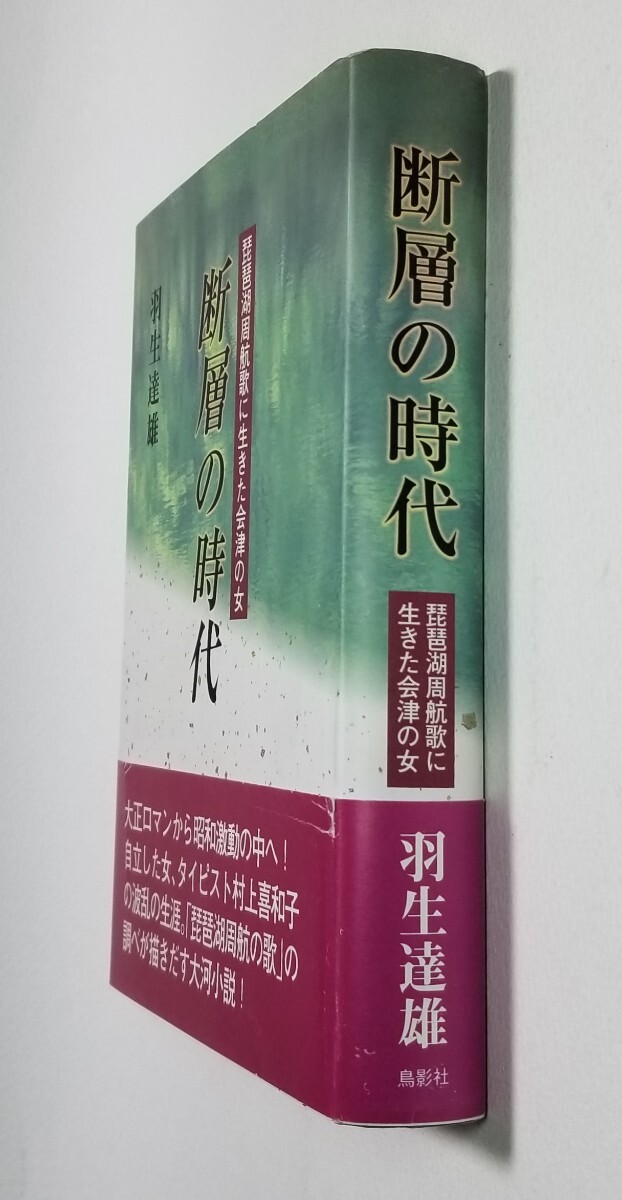 断層の時代
琵琶湖周航歌に
生きた会津の女
羽生達雄
鳥影社
琵琶湖周航歌に生きた会津の女
断層の時代
羽生達雄
大正ロマンから昭和激動の中へ!
自立した女、タイピスト村上喜和子
の波乱の生涯。「琵琶湖周航の歌」の
調べが描きだす大河小説!